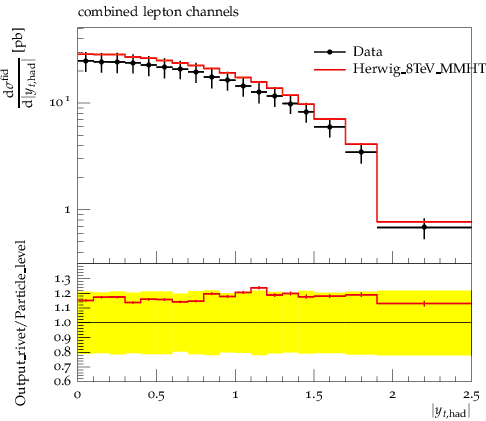 combined lepton channels
dσ^fid / d|y_t,had| [pb]
Data
Herwig_8TeV_MMHT
10^1
1
Output_rivet/Particle_level
1.3
1.2
1.1
1.0
0.9
0.8
0.7
0.6
0 0.5 1 1.5 2 2.5
|y_t,had|